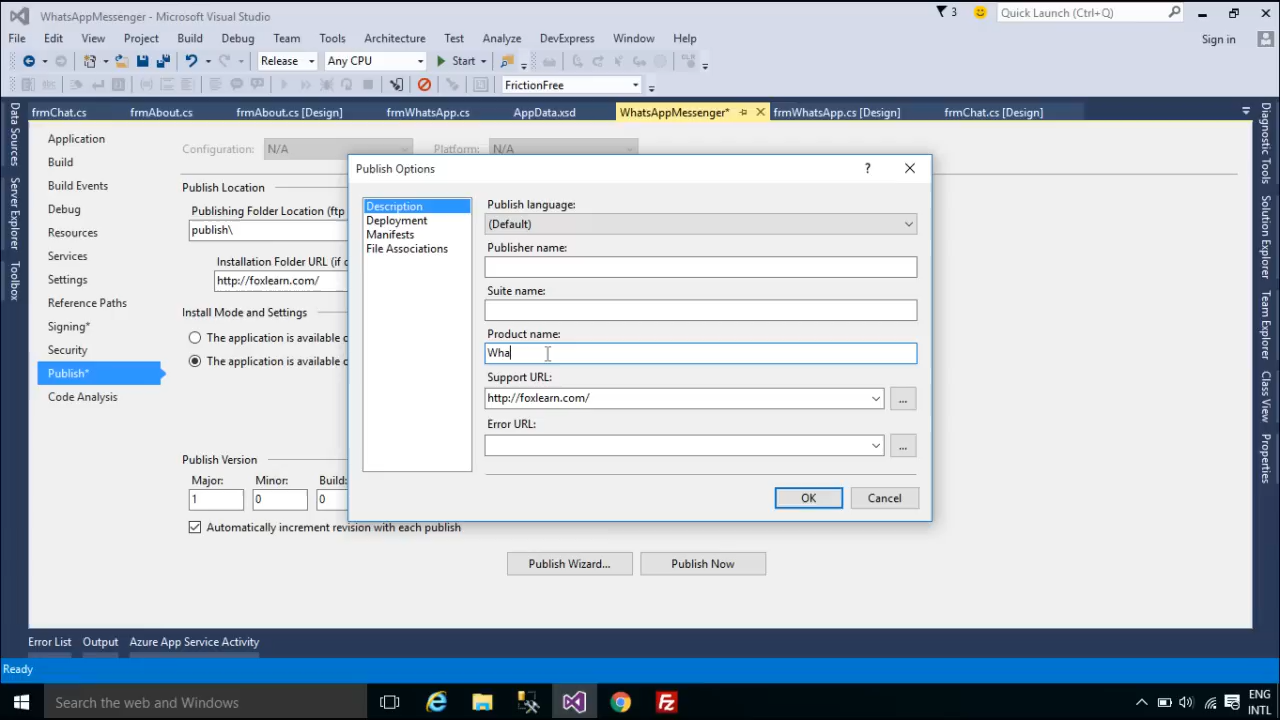 WhatsAppMessenger - Microsoft Visual Studio
3
Quick Launch (Ctrl+Q)
File Edit View Project Build Debug Team Tools Architecture Test Analyze DevExpress Window Help
Sign in
Release Any CPU Start
FrictionFree
frmChat.cs frmAbout.cs frmAbout.cs [Design] frmWhatsApp.cs AppData.xsd WhatsAppMessenger* frmWhatsApp.cs [Design] frmChat.cs [Design]
Data Sources
Server Explorer
Toolbox
Application
Build
Build Events
Debug
Resources
Services
Settings
Reference Paths
Signing*
Security
Publish*
Code Analysis
Configuration: N/A Platform: N/A
Publish Location
Publishing Folder Location (ftp
publish\
Installation Folder URL (if
http://foxlearn.com/
Install Mode and Settings
The application is available
The application is available
Publish Version
Major: Minor: Build:
1 0 0
Automatically increment revision with each publish
Publish Wizard... Publish Now
Publish Options
?
Description
Deployment
Manifests
File Associations
Publish language:
(Default)
Publisher name:
Suite name:
Product name:
Wha
Support URL:
http://foxlearn.com/
...
Error URL:
...
OK Cancel
Diagnostic Tools
Solution Explorer
Team Explorer
Class View
Properties
Error List Output Azure App Service Activity
Ready
Search the web and Windows
ENG
INTL